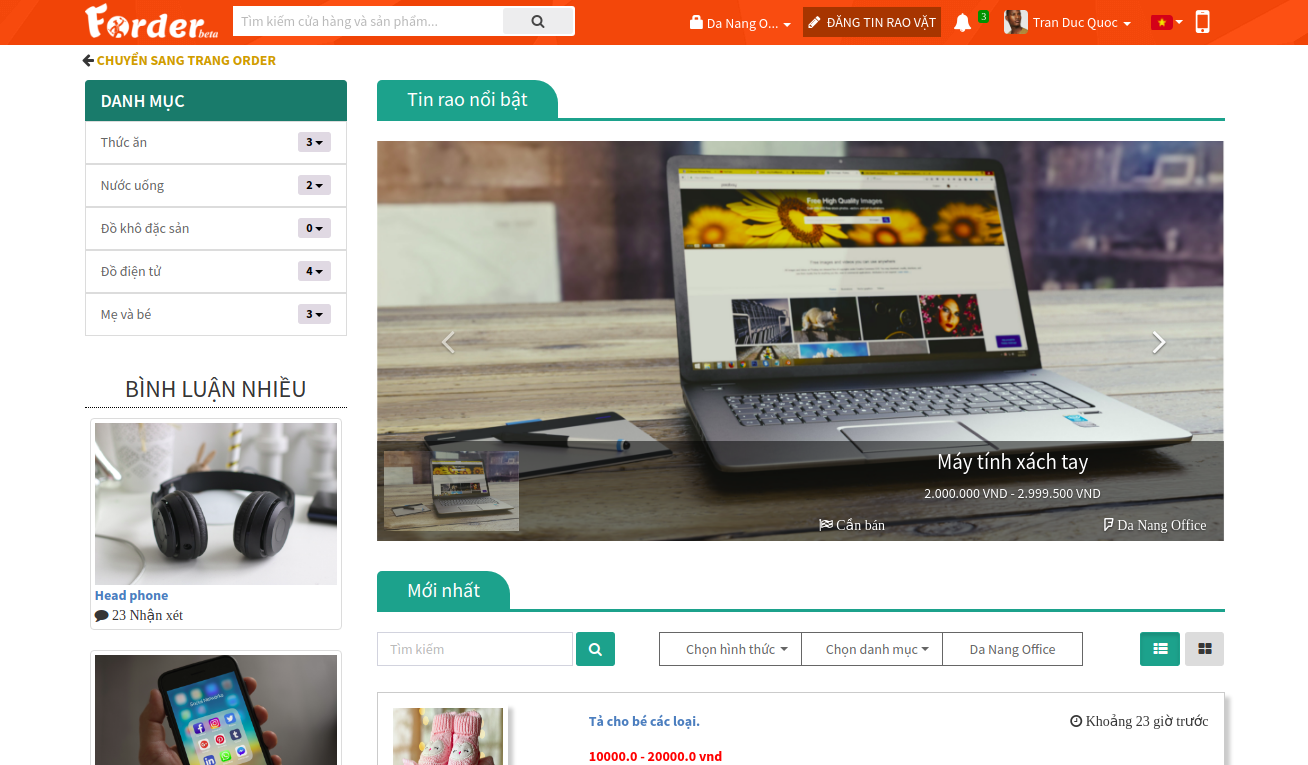 Forder beta
Tìm kiếm cửa hàng và sản phẩm...
Da Nang O...
ĐĂNG TIN RAO VẶT
3
Tran Duc Quoc
CHUYỂN SANG TRANG ORDER
DANH MỤC
Thức ăn 3
Nước uống 2
Đồ khô đặc sản 0
Đồ điện tử 4
Mẹ và bé 3
BÌNH LUẬN NHIỀU
Head phone
23 Nhận xét
Tin rao nổi bật
Free High Quality Images
Máy tính xách tay
2.000.000 VND - 2.999.500 VND
Cần bán
Da Nang Office
Mới nhất
Tìm kiếm
Chọn hình thức
Chọn danh mục
Da Nang Office
Tả cho bé các loại.
Khoảng 23 giờ trước
10000.0 - 20000.0 vnd